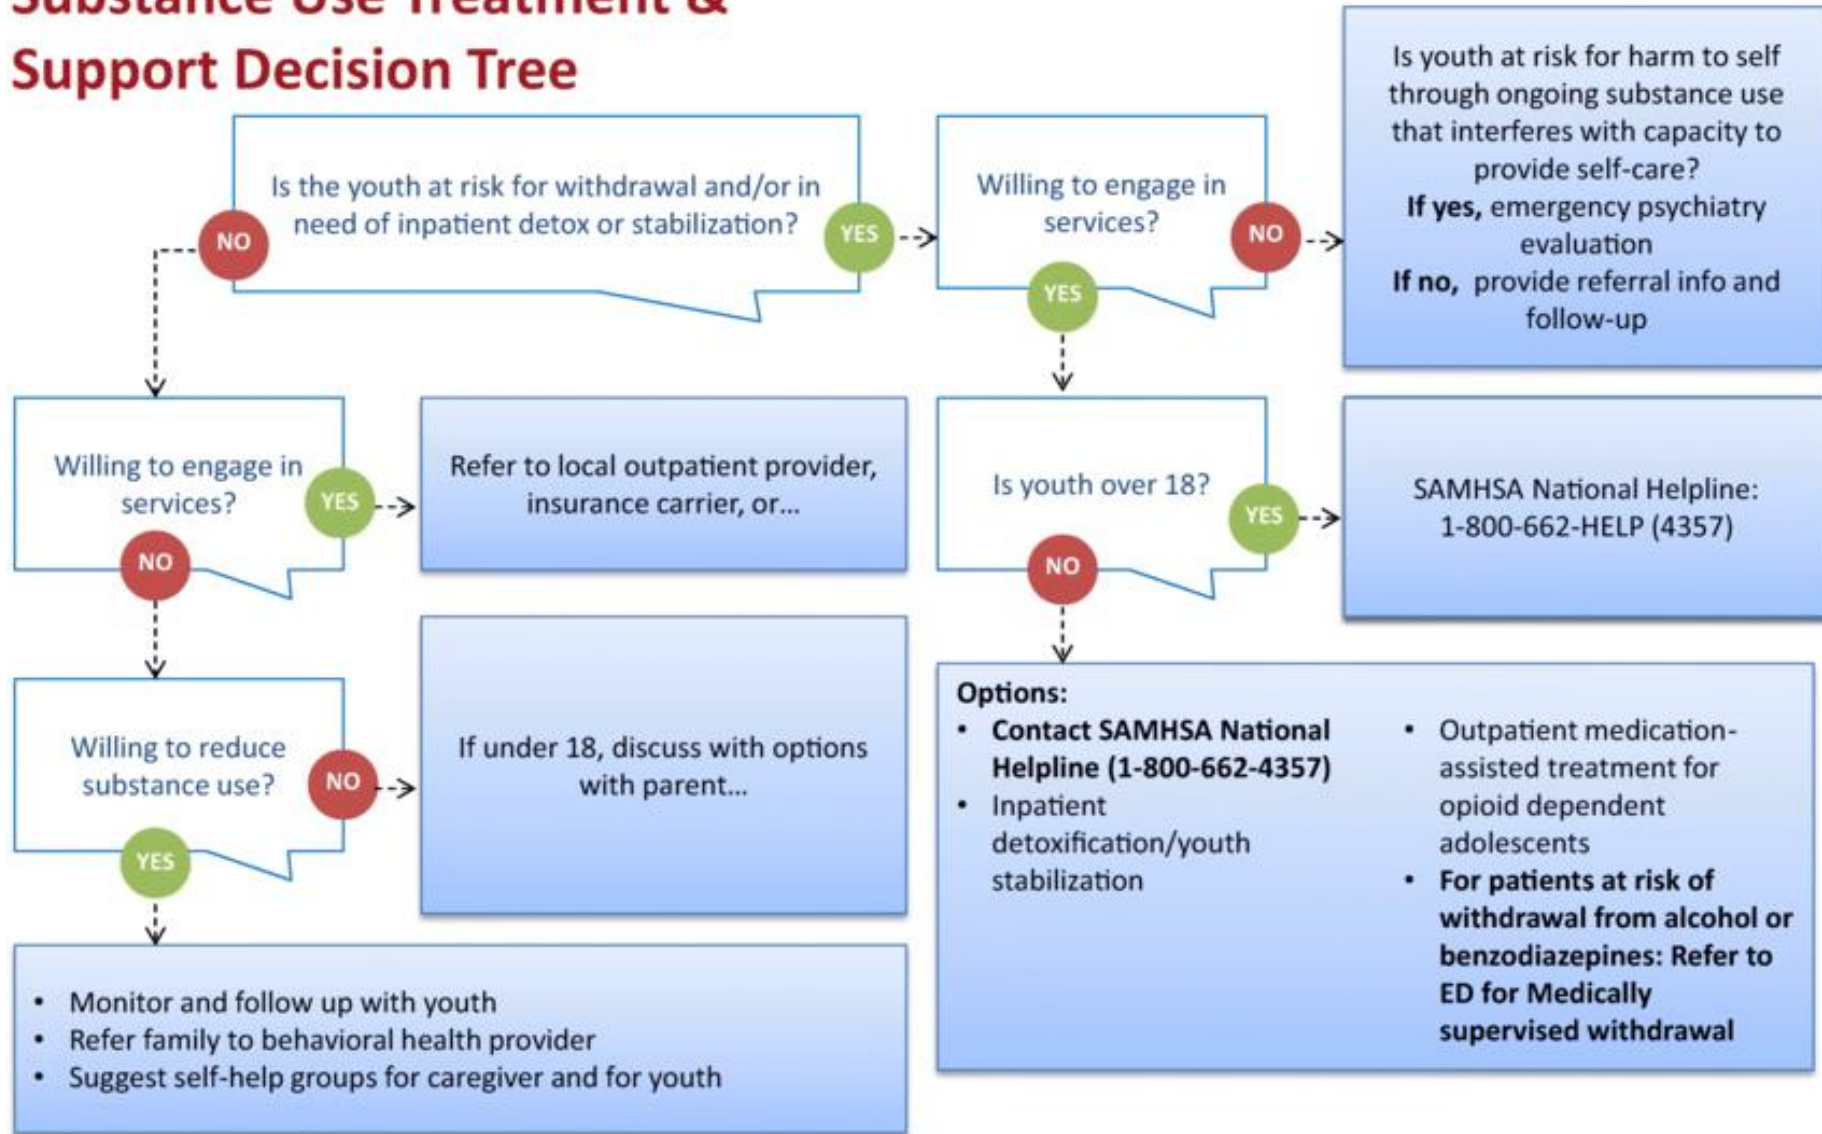 Substance Use Treatment &
Support Decision Tree
Is the youth at risk for withdrawal and/or in
need of inpatient detox or stabilization?
NO
YES
Willing to engage in
services?
NO
YES
Is youth at risk for harm to self
through ongoing substance use
that interferes with capacity to
provide self-care?
If yes, emergency psychiatry
evaluation
If no, provide referral info and
follow-up
Willing to engage in
services?
YES
NO
Refer to local outpatient provider,
insurance carrier, or...
Is youth over 18?
YES
NO
SAMHSA National Helpline:
1-800-662-HELP (4357)
Willing to reduce
substance use?
NO
YES
If under 18, discuss with options
with parent...
Options:
• Contact SAMHSA National
Helpline (1-800-662-4357)
• Inpatient
detoxification/youth
stabilization
• Outpatient medication-
assisted treatment for
opioid dependent
adolescents
• For patients at risk of
withdrawal from alcohol or
benzodiazepines: Refer to
ED for Medically
supervised withdrawal
• Monitor and follow up with youth
• Refer family to behavioral health provider
• Suggest self-help groups for caregiver and for youth